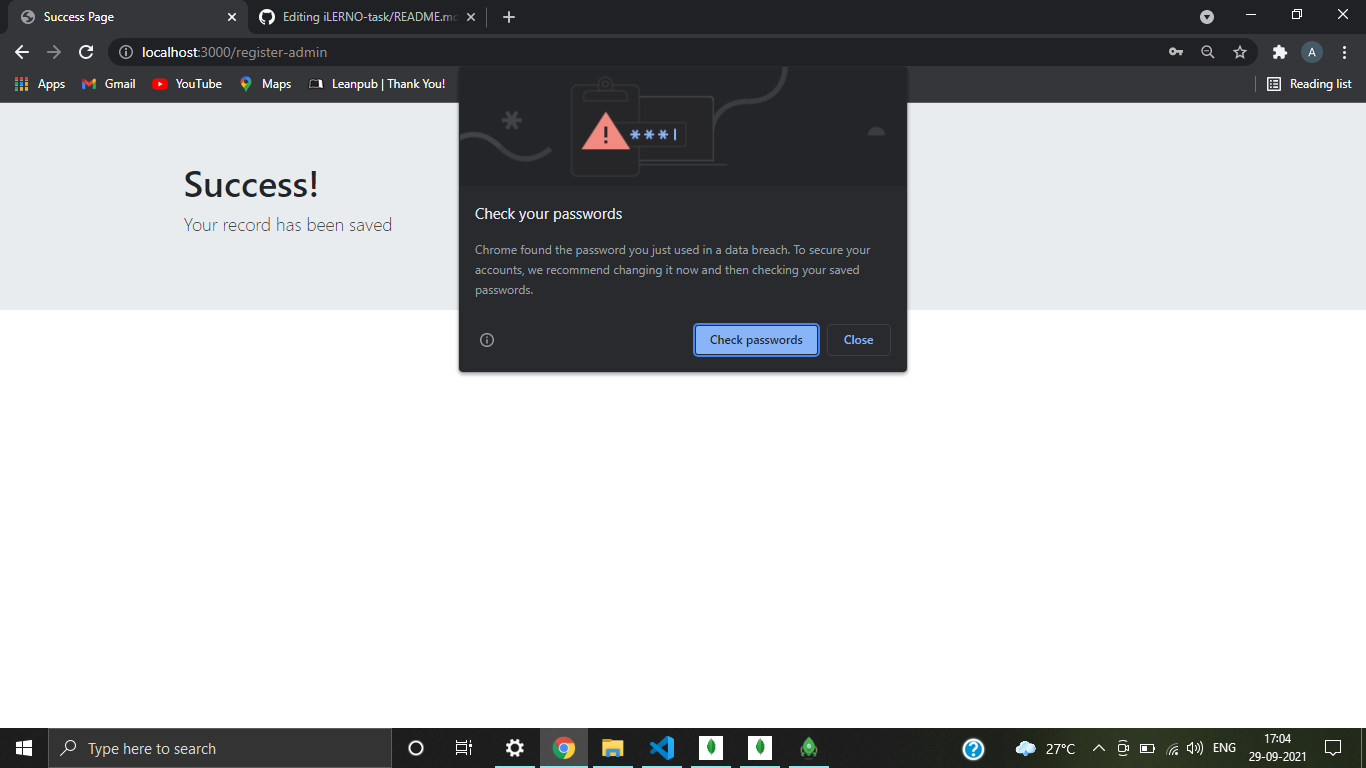 Success Page
Editing iLERNO-task/README.mc
localhost:3000/register-admin
A
Apps
Gmail
YouTube
Maps
Leanpub | Thank You!
Reading list
***|
Success!
Your record has been saved
Check your passwords
Chrome found the password you just used in a data breach. To secure your
accounts, we recommend changing it now and then checking your saved
passwords.
Check passwords
Close
Type here to search
27°C
ENG
17:04
29-09-2021